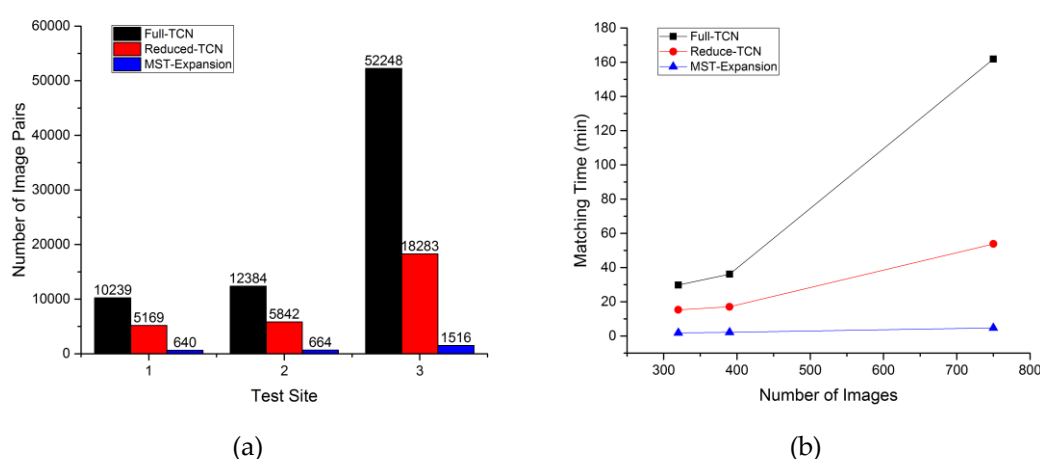 60000
50000
40000
30000
20000
10000
0
Number of Image Pairs
Full-TCN
Reduced-TCN
MST-Expansion
10239
5169
640
12384
5842
664
52248
18283
1516
1
2
3
Test Site
(a)
180
160
140
120
100
80
60
40
20
0
Matching Time (min)
Full-TCN
Reduce-TCN
MST-Expansion
300
400
500
600
700
800
Number of Images
(b)